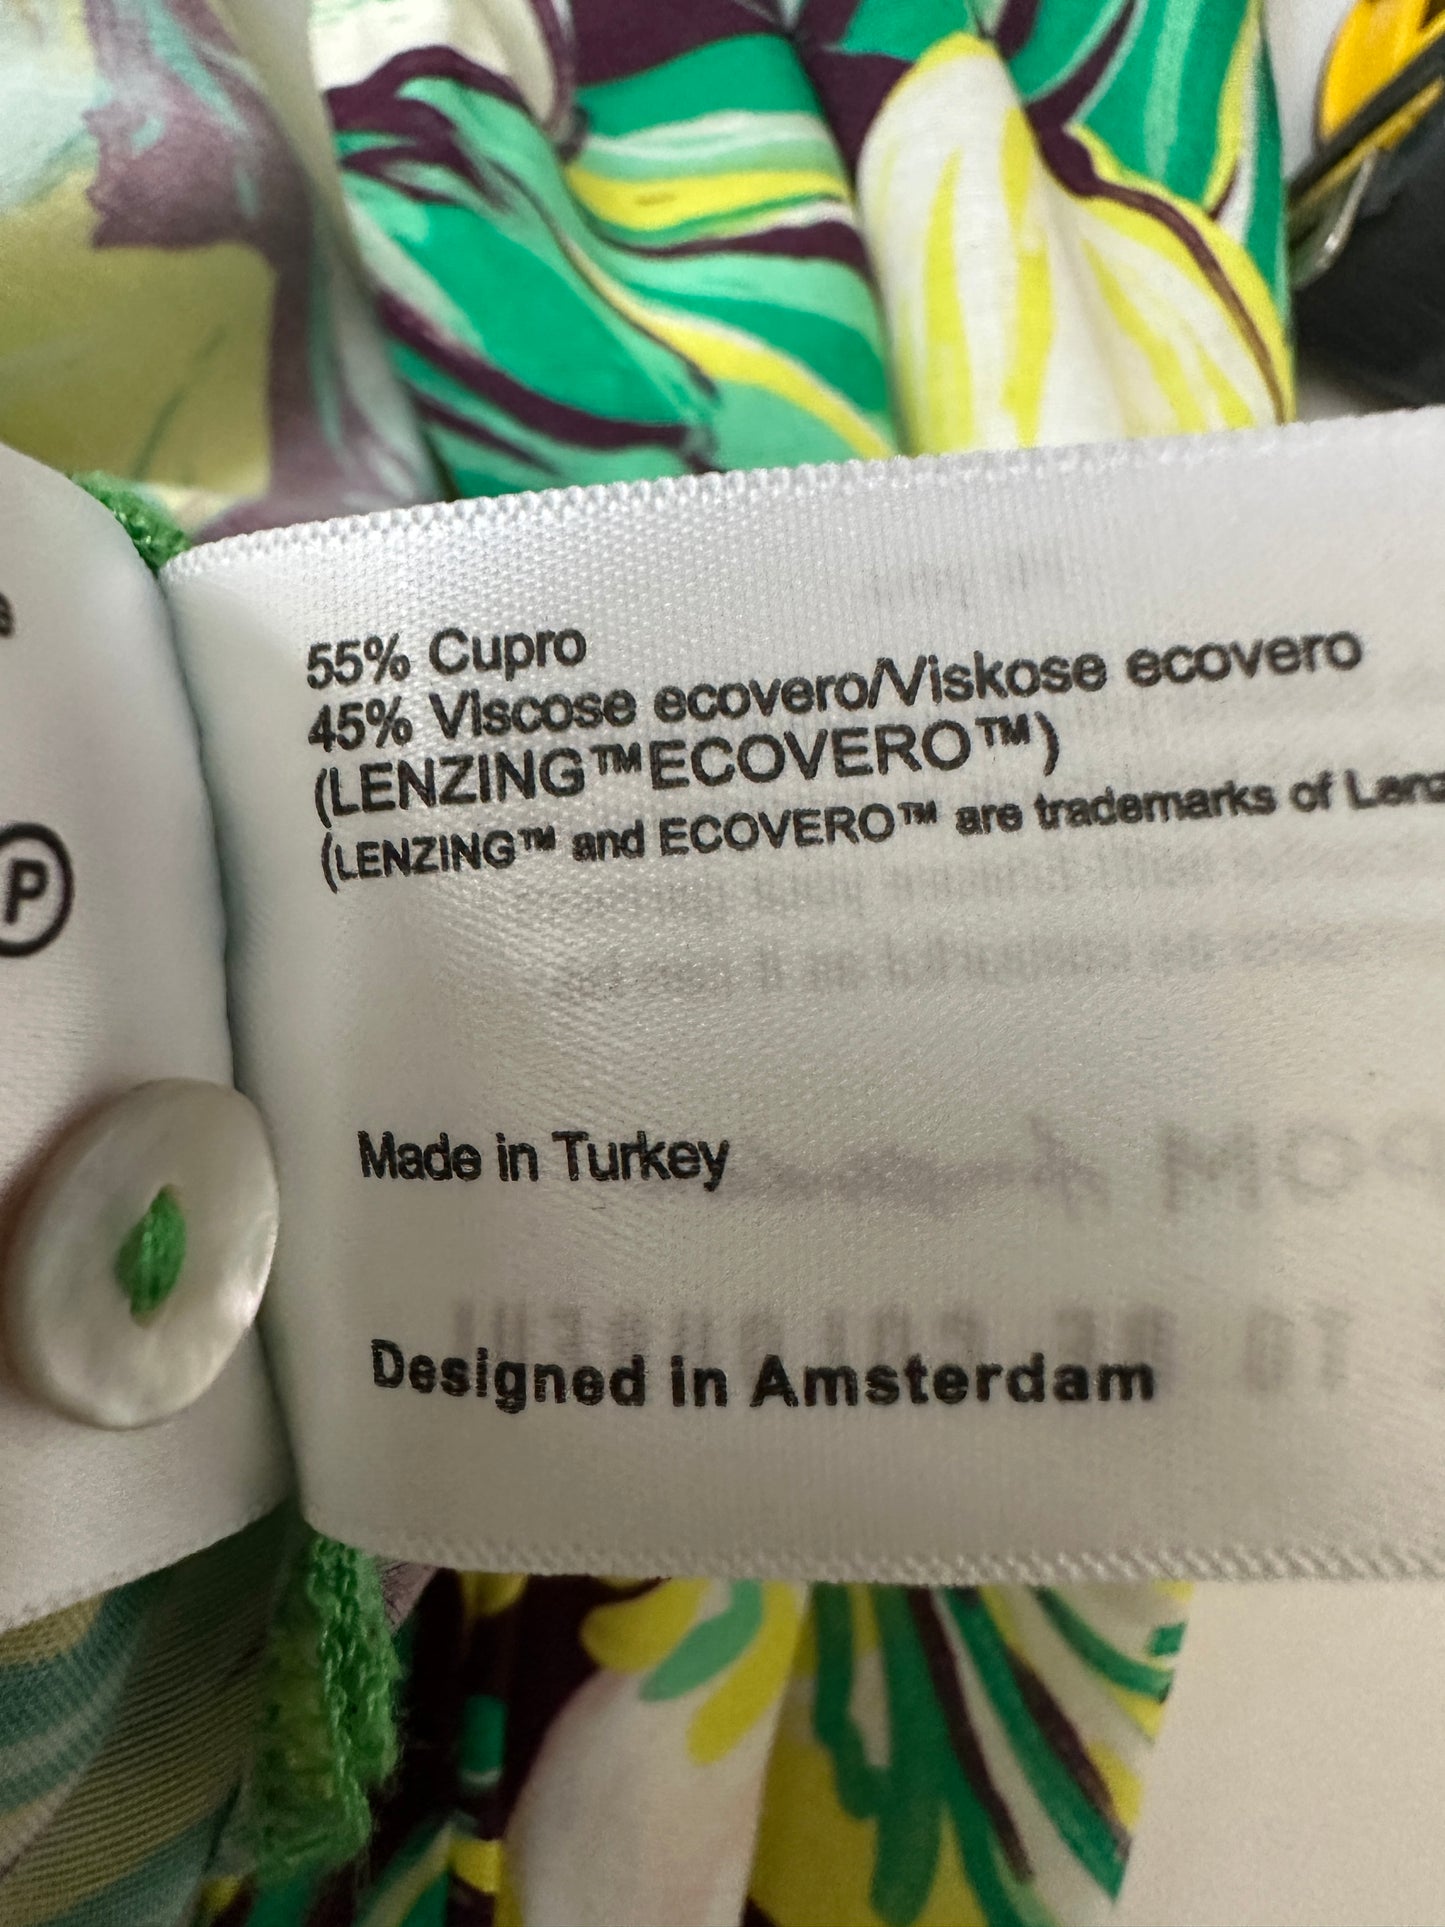 55% Cupro
45% Viscose ecovero/Viskose ecovero
(LENZING™ECOVERO™)
(LENZING™ and ECOVERO™ are trademarks of
Made in Turkey
Designed in Amsterdam
P